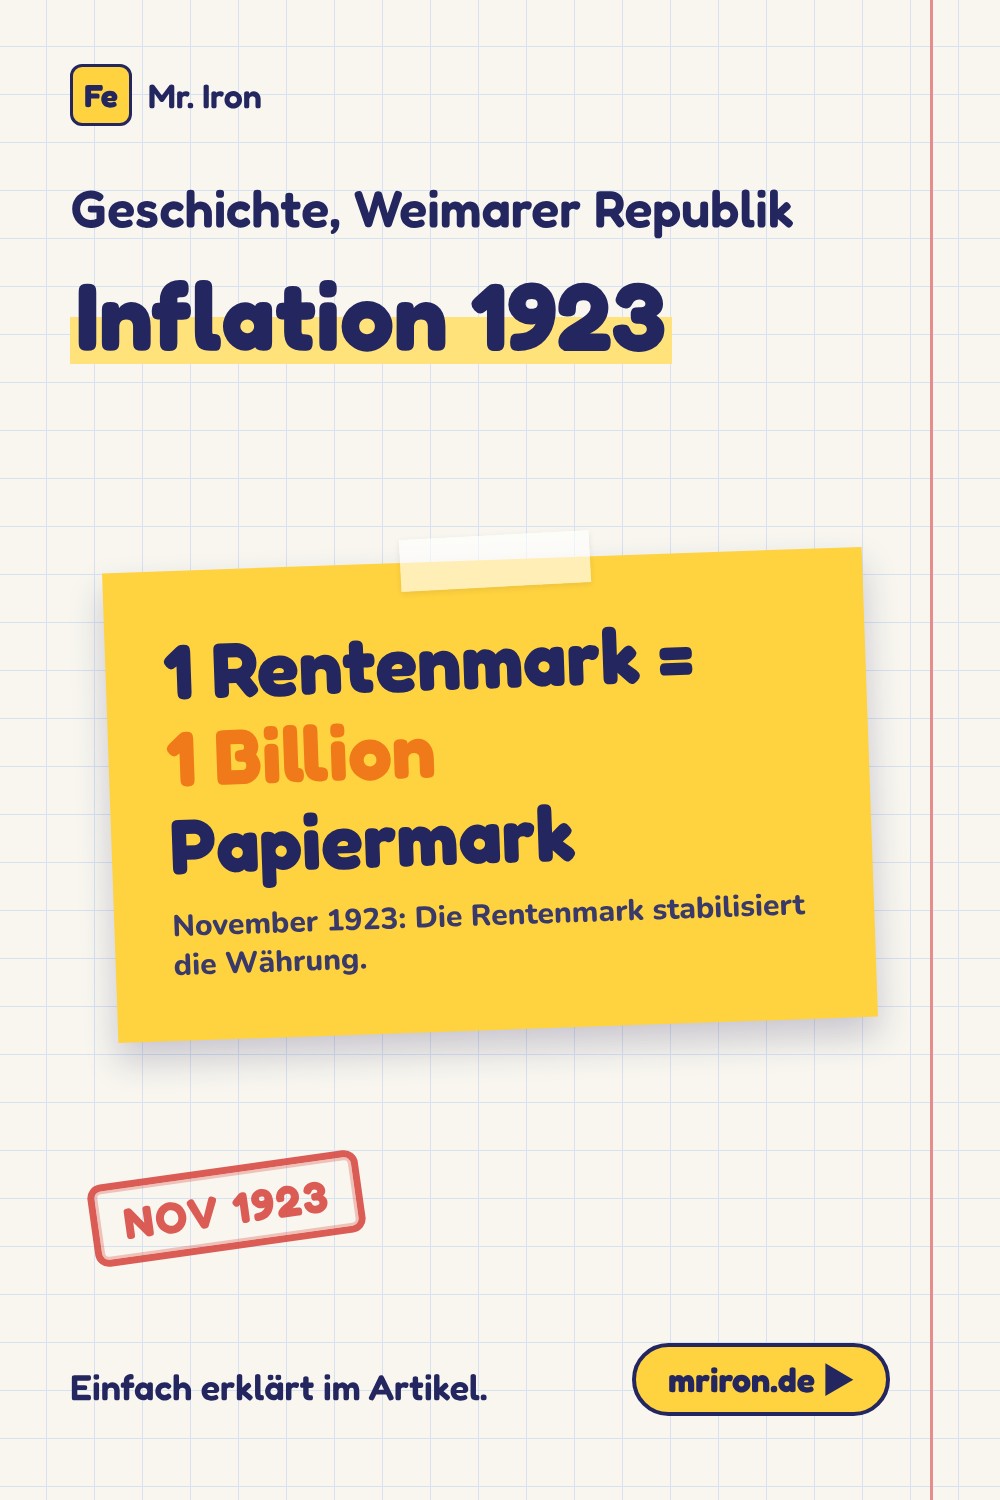 Fe Mr. Iron
Geschichte, Weimarer Republik
Inflation 1923
1 Rentenmark =
1 Billion
Papiermark
November 1923: Die Rentenmark stabilisiert
die Währung.
NOV 1923
Einfach erklärt im Artikel.
mriron.de